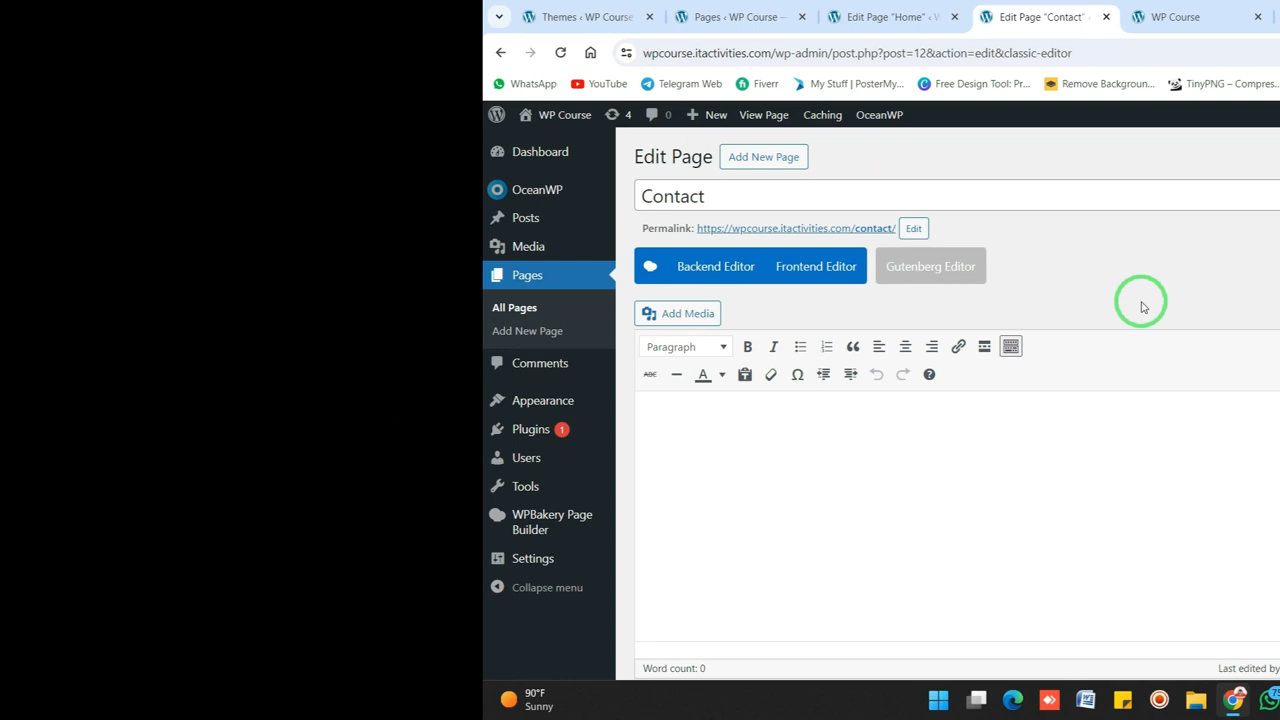 Themes ‹ WP Course
Pages ‹ WP Course —
Edit Page "Home" ‹
Edit Page "Contact" ‹
WP Course
wpcourse.itactivities.com/wp-admin/post.php?post=12&action=edit&classic-editor
WhatsApp
YouTube
Telegram Web
Fiverr
My Stuff | PosterMy...
Free Design Tool: Pr...
Remove Backgroun...
TinyPNG – Compres...
WP Course
4
0
New
View Page
Caching
OceanWP
Dashboard
OceanWP
Posts
Media
Pages
All Pages
Add New Page
Comments
Appearance
Plugins 1
Users
Tools
WPBakery Page
Builder
Settings
Collapse menu
Edit Page
Add New Page
Contact
Permalink: https://wpcourse.itactivities.com/contact/ Edit
Backend Editor
Frontend Editor
Gutenberg Editor
Add Media
Paragraph
B I
ABC
A
Word count: 0
Last edited by
90°F
Sunny